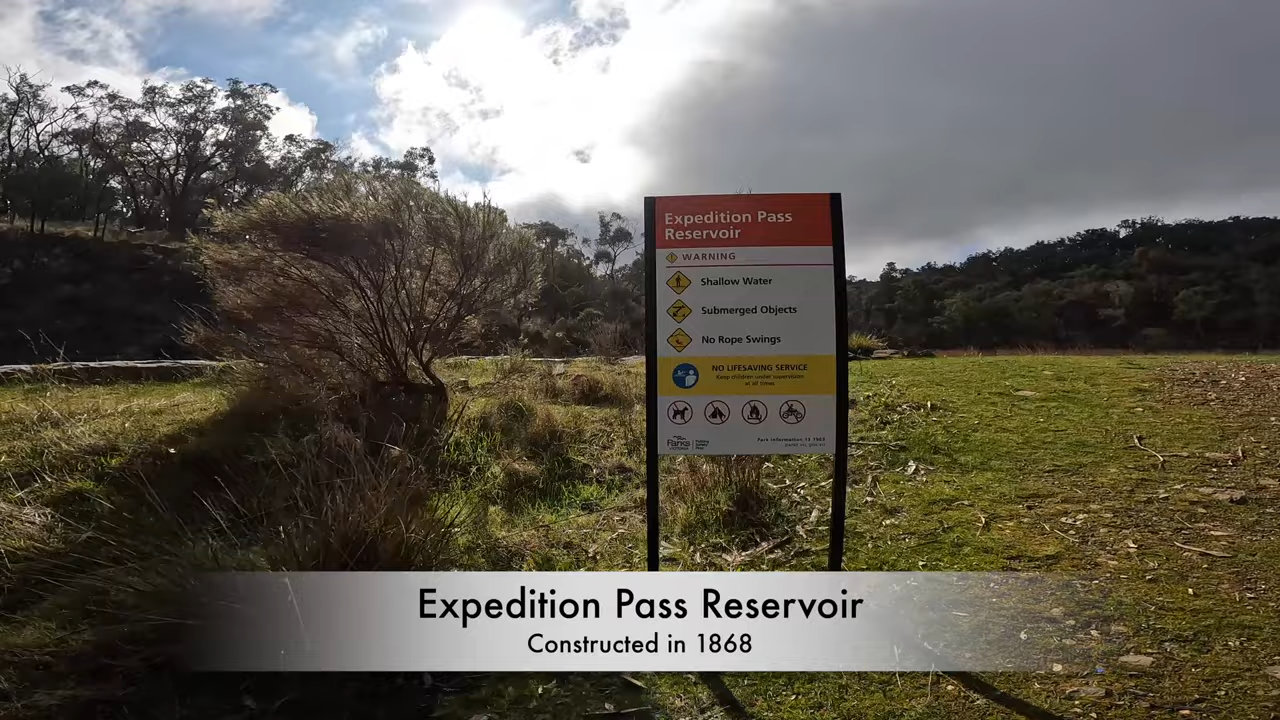 Expedition Pass
Reservoir
WARNING
Shallow Water
Submerged Objects
No Rope Swings
NO LIFESAVING SERVICE
Keep children under supervision
at all times
Parks
Park information 13 1963
Expedition Pass Reservoir
Constructed in 1868